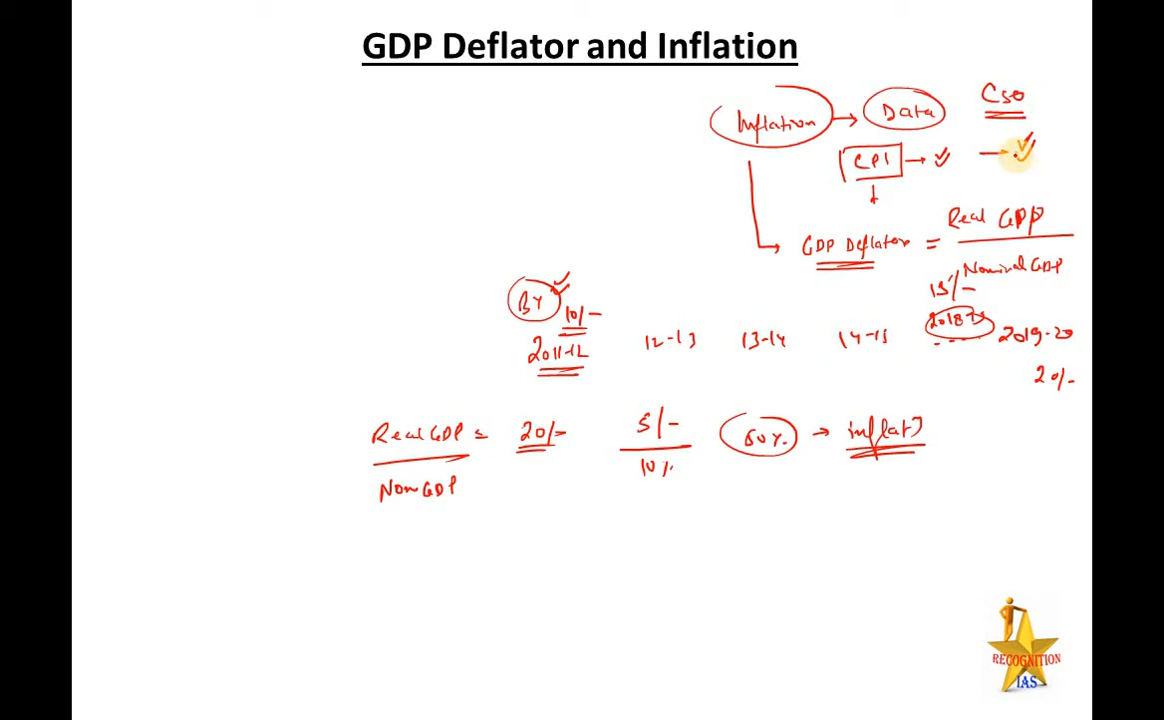 GDP Deflator and Inflation
Inflation → Data CSO
CPI →
GDP Deflator = Real GDP
Nominal GDP
BY
10/- 15/-
2011-12 12-13 13-14 14-15 2018-19 2019-20
20/-
Real GDP = 20/- 5/- 50%. → inflat)
Nom GDP 10%
RECOGNITION
IAS